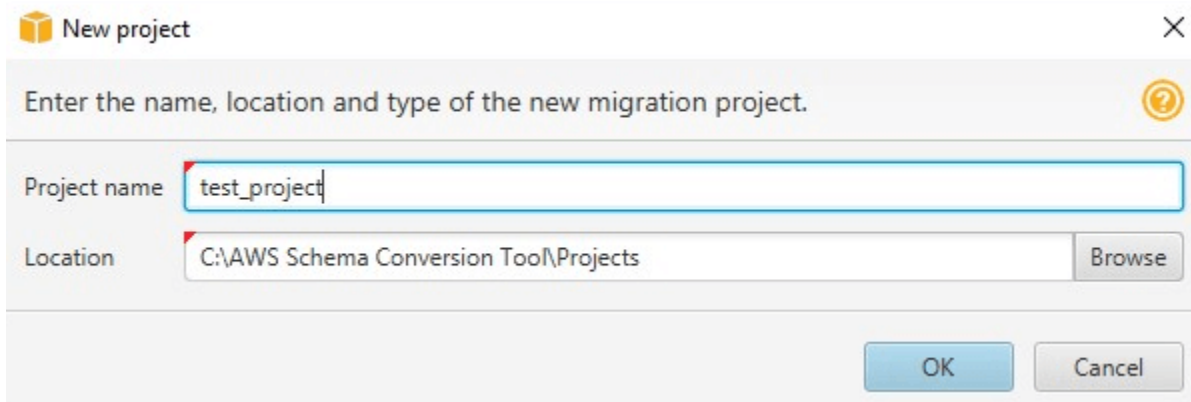 New project
Enter the name, location and type of the new migration project.
Project name test_project
Location C:\AWS Schema Conversion Tool\Projects Browse
OK Cancel